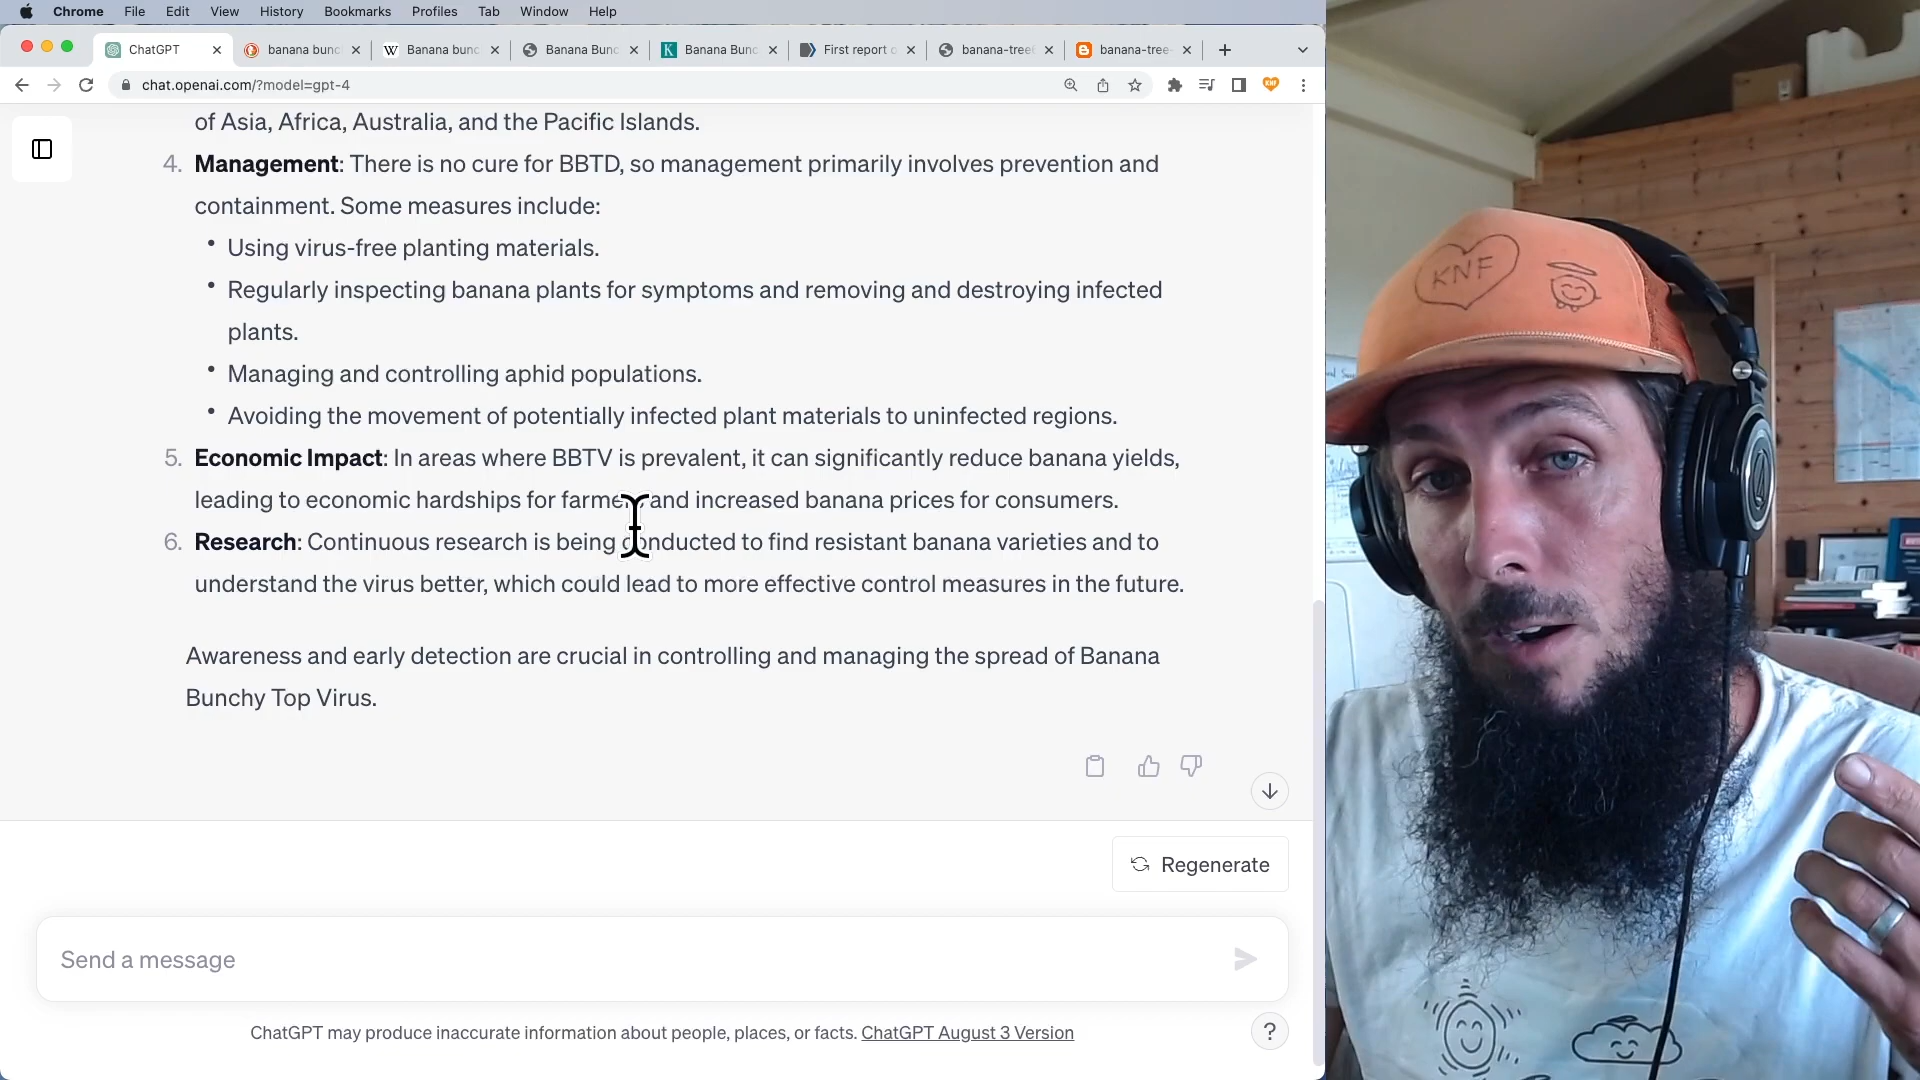 Chrome File Edit View History Bookmarks Profiles Tab Window Help
ChatGPT banana bunc Banana bunc Banana Bunc Banana Bunc First report o banana-tree banana-tree-
chat.openai.com/?model=gpt-4
of Asia, Africa, Australia, and the Pacific Islands.
4. Management: There is no cure for BBTD, so management primarily involves prevention and
containment. Some measures include:
• Using virus-free planting materials.
• Regularly inspecting banana plants for symptoms and removing and destroying infected
plants.
• Managing and controlling aphid populations.
• Avoiding the movement of potentially infected plant materials to uninfected regions.
5. Economic Impact: In areas where BBTV is prevalent, it can significantly reduce banana yields,
leading to economic hardships for farmers and increased banana prices for consumers.
6. Research: Continuous research is being conducted to find resistant banana varieties and to
understand the virus better, which could lead to more effective control measures in the future.
Awareness and early detection are crucial in controlling and managing the spread of Banana
Bunchy Top Virus.
Regenerate
Send a message
ChatGPT may produce inaccurate information about people, places, or facts. ChatGPT August 3 Version
?
KNF